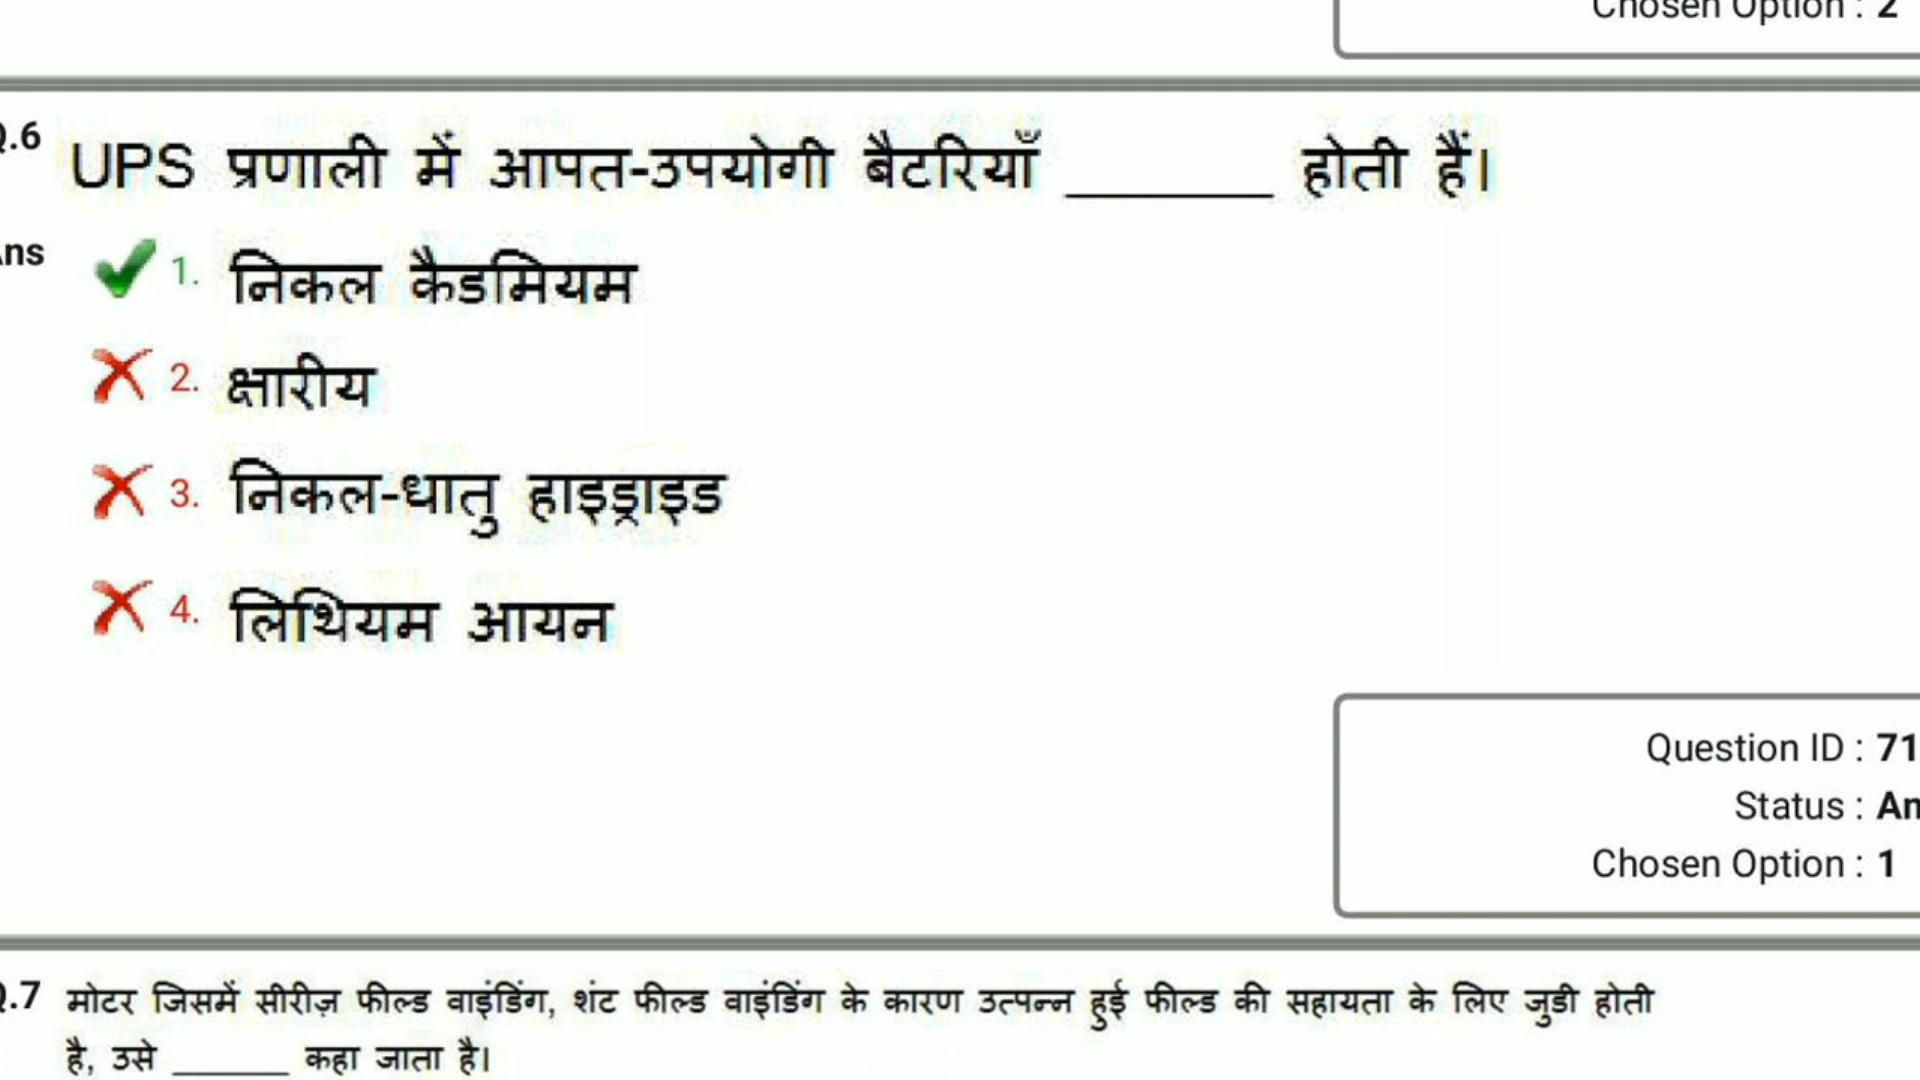 Chosen Option : 2
Q.6 UPS प्रणाली में आपत-उपयोगी बैटरियाँ ______ होती हैं।
Ans 1. निकल कैडमियम
2. क्षारीय
3. निकल-धातु हाइड्राइड
4. लिथियम आयन
Question ID : 71
Status : An
Chosen Option : 1
Q.7 मोटर जिसमें सीरीज़ फील्ड वाइंडिंग, शंट फील्ड वाइंडिंग के कारण उत्पन्न हुई फील्ड की सहायता के लिए जुडी होती
है, उसे ______ कहा जाता है।